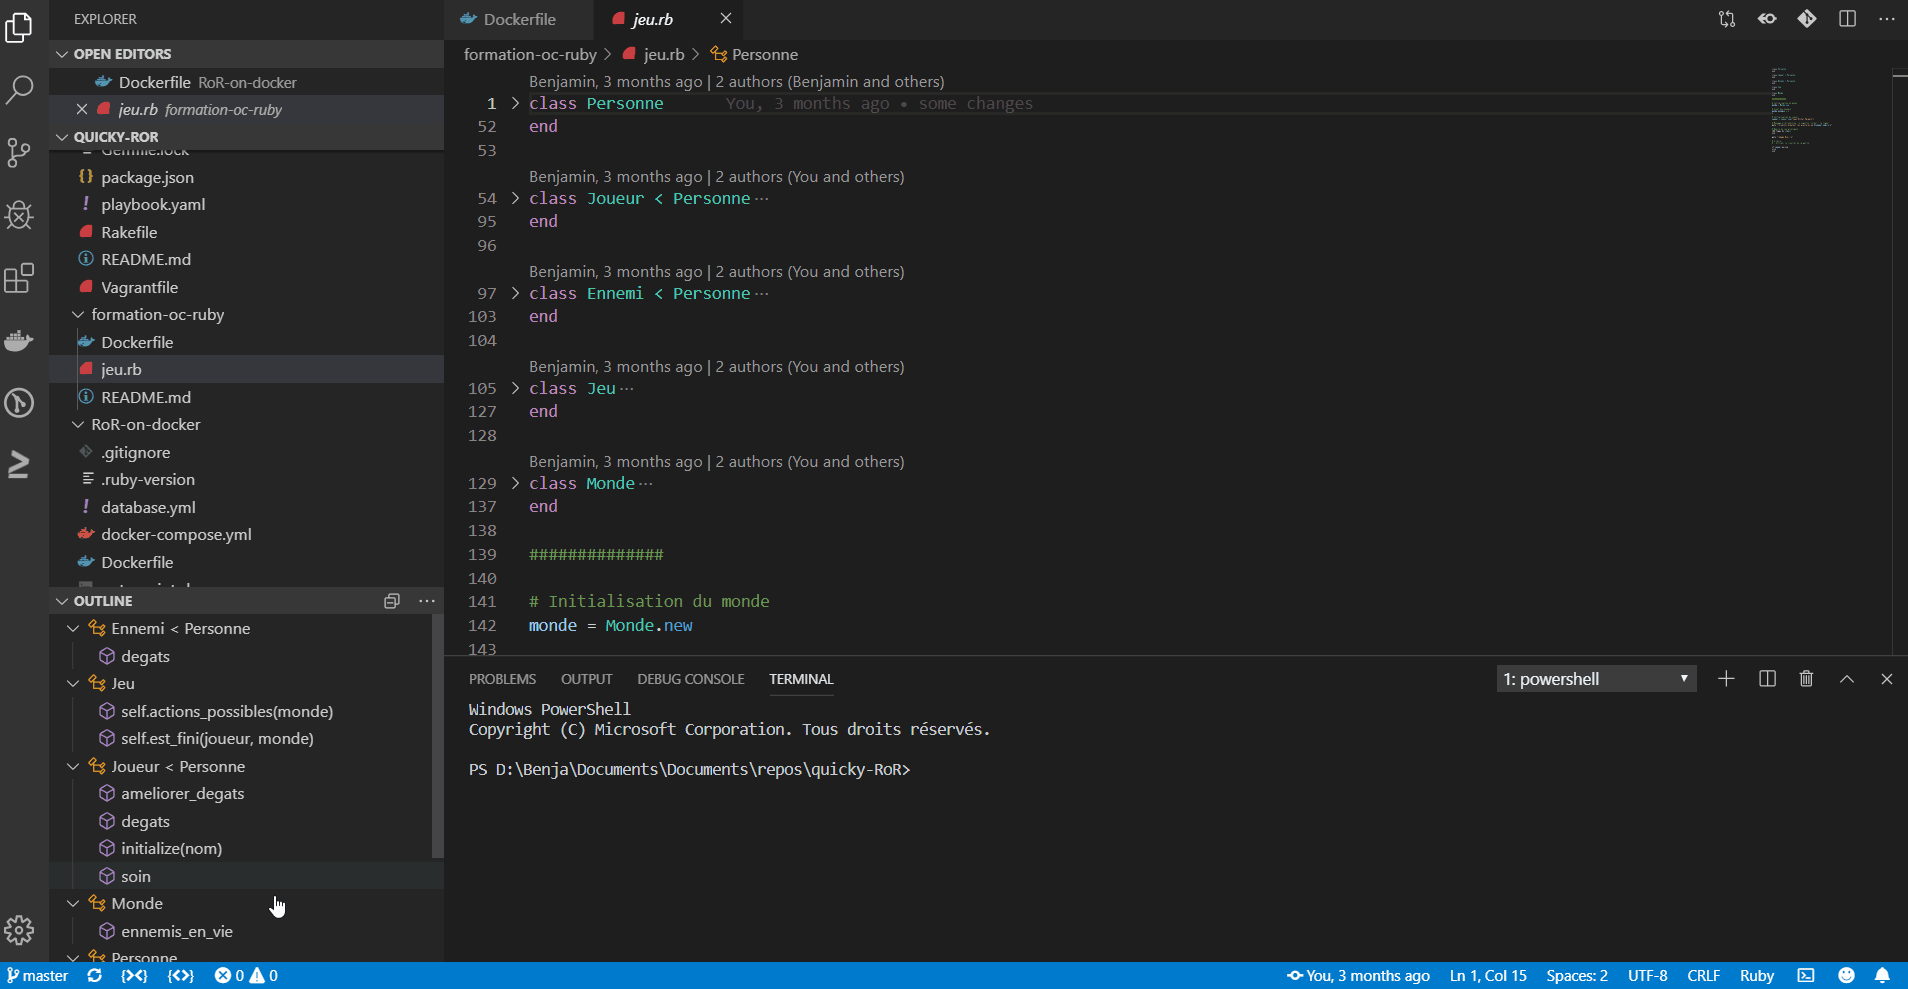 EXPLORER
OPEN EDITORS
Dockerfile RoR-on-docker
jeu.rb formation-oc-ruby
QUICKY-ROR
Gemfile.lock
package.json
playbook.yaml
Rakefile
README.md
Vagrantfile
formation-oc-ruby
Dockerfile
jeu.rb
README.md
RoR-on-docker
.gitignore
.ruby-version
database.yml
docker-compose.yml
Dockerfile
OUTLINE
Ennemi < Personne
degats
Jeu
self.actions_possibles(monde)
self.est_fini(joueur, monde)
Joueur < Personne
ameliorer_degats
degats
initialize(nom)
soin
Monde
ennemis_en_vie
Personne
Dockerfile
jeu.rb
formation-oc-ruby > jeu.rb > Personne
Benjamin, 3 months ago | 2 authors (Benjamin and others)
1 > class Personne You, 3 months ago • some changes
52 end
53
Benjamin, 3 months ago | 2 authors (You and others)
54 > class Joueur < Personne ···
95 end
96
Benjamin, 3 months ago | 2 authors (You and others)
97 > class Ennemi < Personne ···
103 end
104
Benjamin, 3 months ago | 2 authors (You and others)
105 > class Jeu ···
127 end
128
Benjamin, 3 months ago | 2 authors (You and others)
129 > class Monde ···
137 end
138
139 ##############
140
141 # Initialisation du monde
142 monde = Monde.new
143
PROBLEMS OUTPUT DEBUG CONSOLE TERMINAL 1: powershell
Windows PowerShell
Copyright (C) Microsoft Corporation. Tous droits réservés.
PS D:\Benja\Documents\Documents\repos\quicky-RoR>
master 0 0 You, 3 months ago Ln 1, Col 15 Spaces: 2 UTF-8 CRLF Ruby